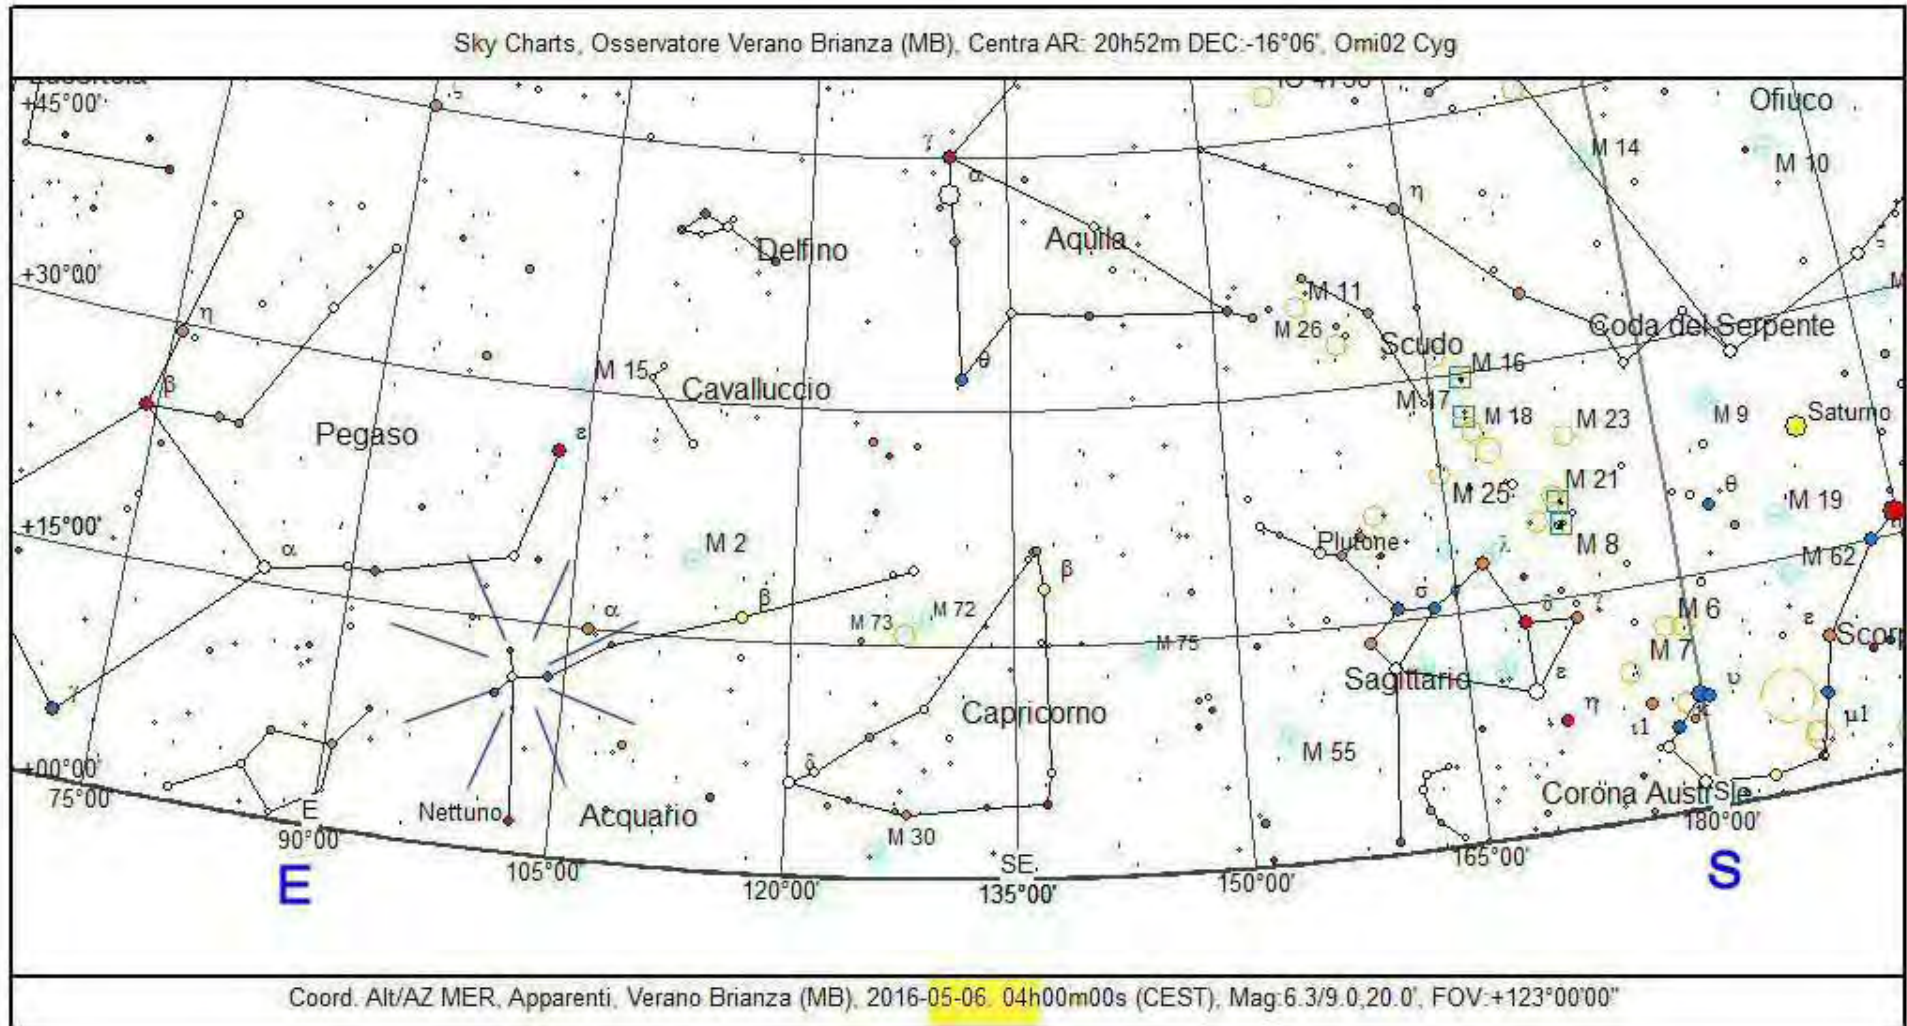 Sky Charts, Osservatore Verano Brianza (MB), Centra AR: 20h52m DEC:-16°06', Omi02 Cyg
+45°00'
Ofiuco
γ
M 14
M 10
α
η
Delfino
Aquila
+30°00'
M 11
η
M 26
Coda del Serpente
Scudo
θ
M 16
M 15
β
Cavalluccio
M 17
M 18
M 23
M 9
Saturno
Pegaso
ε
M 21
θ
M 25
M 19
+15°00'
M 2
Plutone
M 8
α
λ
M 62
β
σ
δ
ζ
α
β
M 72
M 6
ε
M 73
Scorp
M 75
M 7
Sagittario
ε
υ
γ
Capricorno
η
ι1
κ
μ1
M 55
δ
+00°00'
75°00'
Corona Australe
S
E
Nettuno
Acquario
180°00'
90°00'
M 30
165°00'
105°00'
SE
E
120°00'
135°00'
150°00'
S
Coord. Alt/AZ MER, Apparenti, Verano Brianza (MB), 2016-05-06. 04h00m00s (CEST), Mag:6.3/9.0,20.0', FOV:+123°00'00"